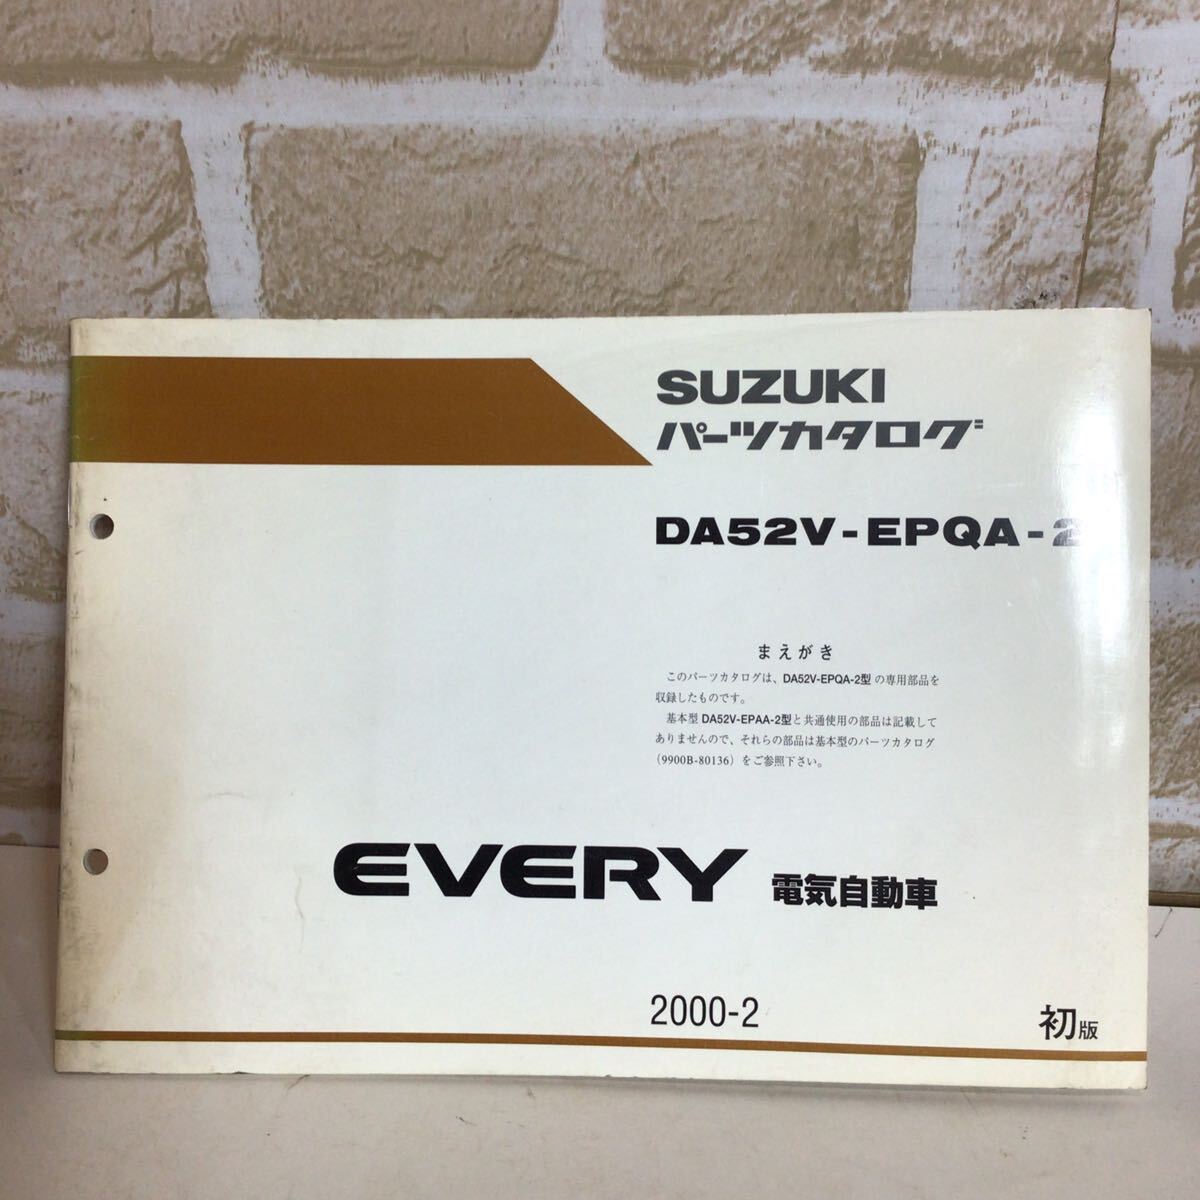 SUZUKI
パーツカタログ
DA52V-EPQA-2
まえがき
このパーツカタログは、DA52V-EPQA-2型 の専用部品を
収録したものです。
基本型 DA52V-EPAA-2型と共通使用の部品は記載して
ありませんので、それらの部品は基本型のパーツカタログ
(9900B-80136) をご参照下さい。
EVERY 電気自動車
2000-2
初版